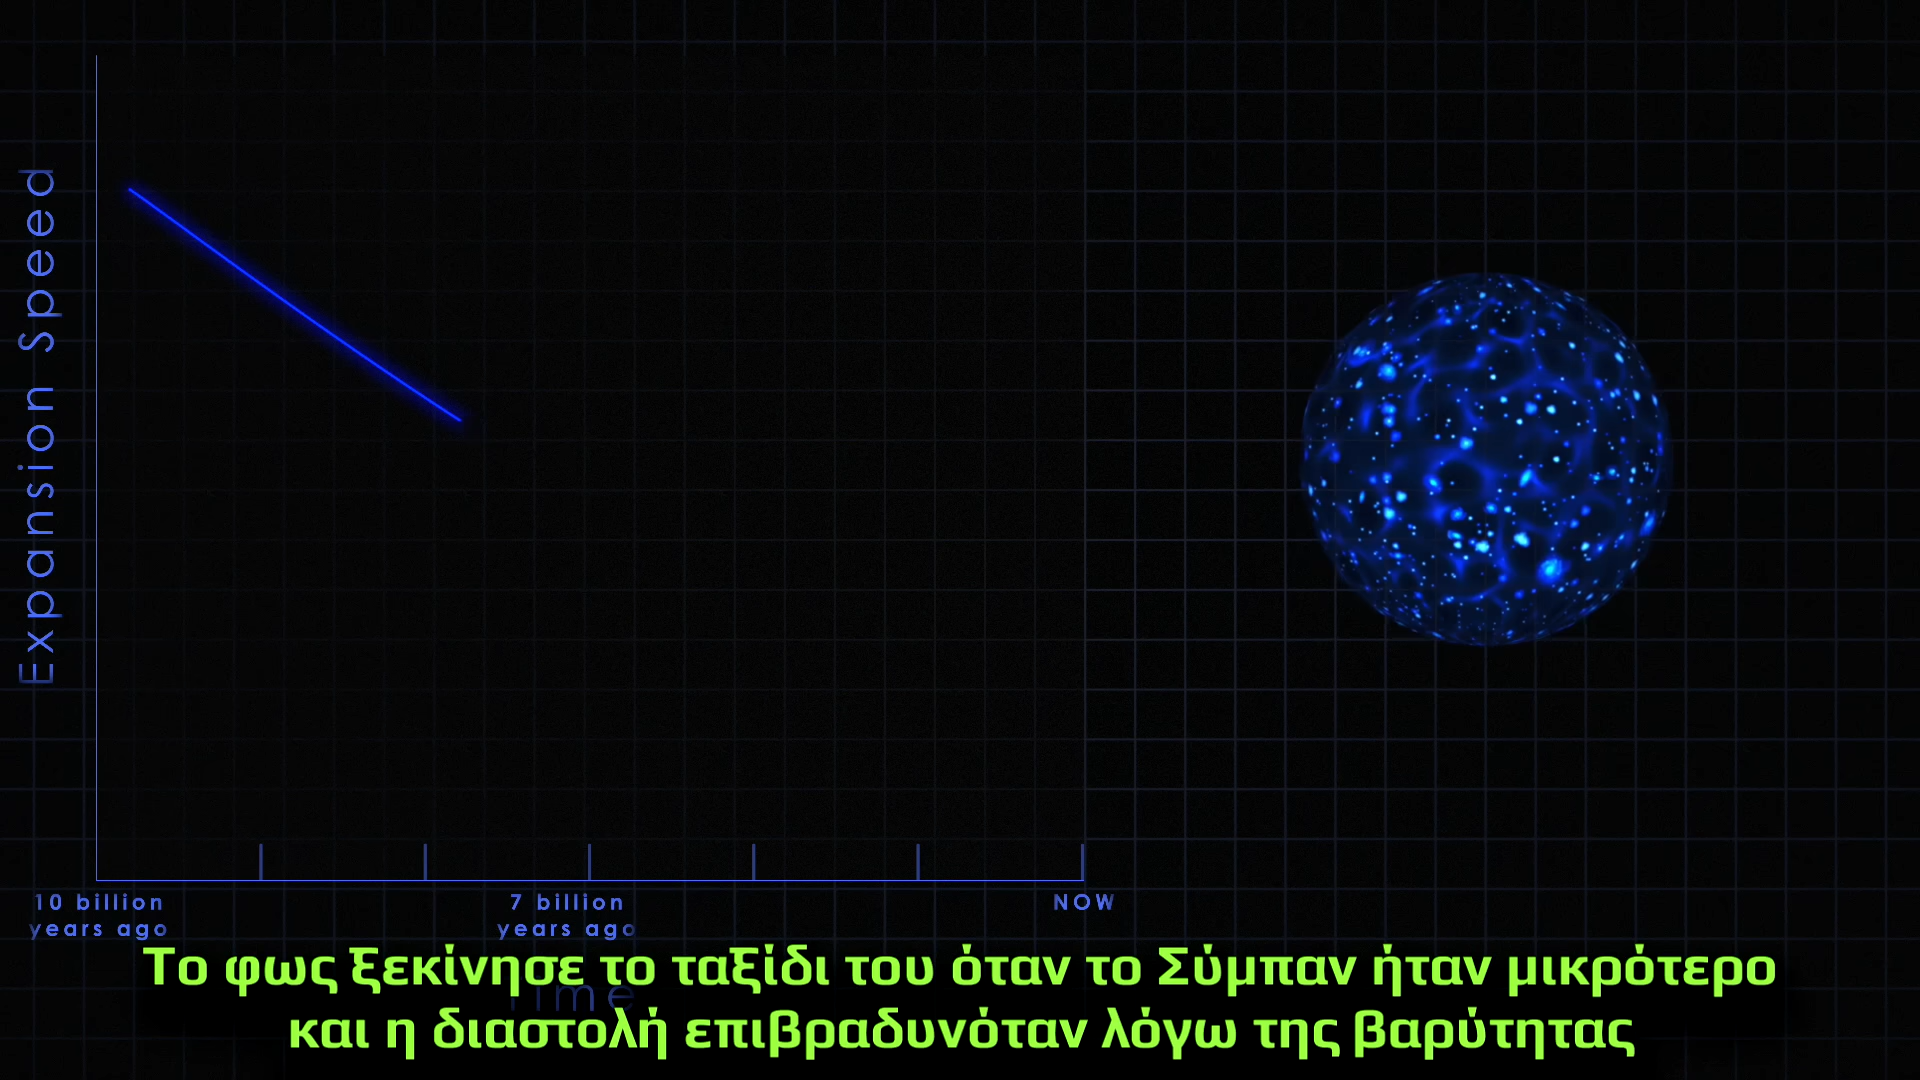 Expansion Speed
10 billion
years ago
7 billion
years ago
NOW
Time
Το φως ξεκίνησε το ταξίδι του όταν το Σύμπαν ήταν μικρότερο
και η διαστολή επιβραδυνόταν λόγω της βαρύτητας